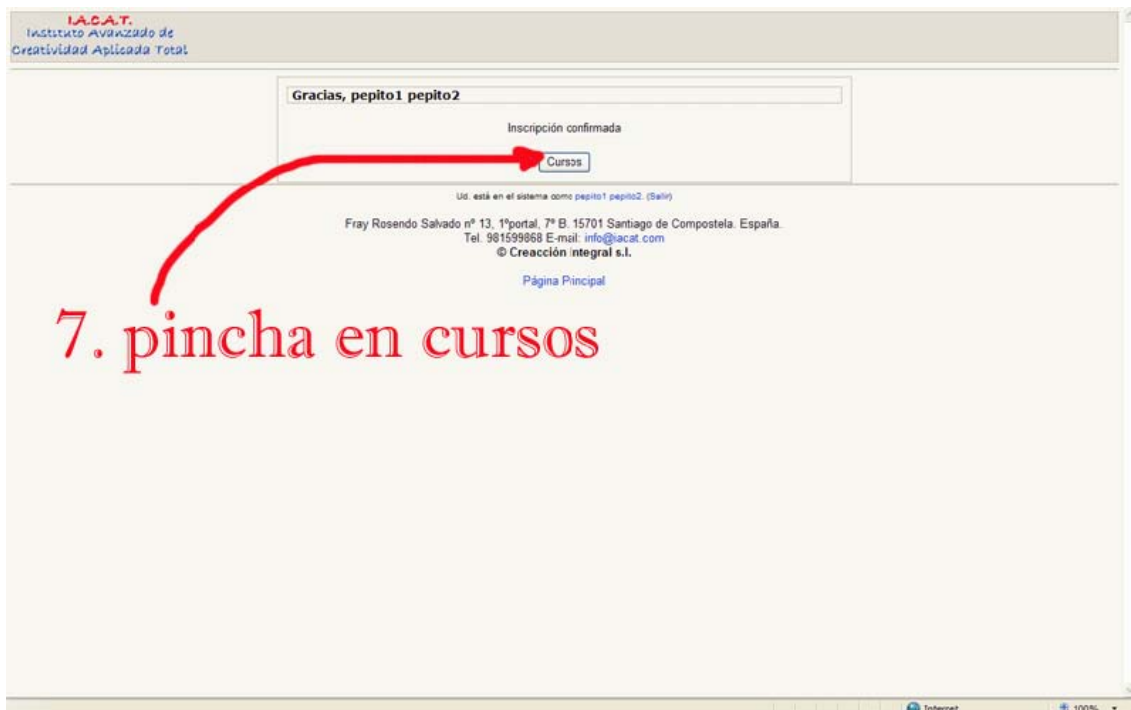 I.A.C.A.T.
Instituto Avanzado de
Creatividad Aplicada Total
Gracias, pepito1 pepito2
Inscripción confirmada
Cursos
Ud. está en el sistema como pepito1 pepito2. (Salir)
Fray Rosendo Salvado nº 13, 1ºportal, 7º B. 15701 Santiago de Compostela. España.
Tel. 981599868 E-mail: info@iacat.com
© Creacción Integral s.l.
Página Principal
7. pincha en cursos
Internet
100%